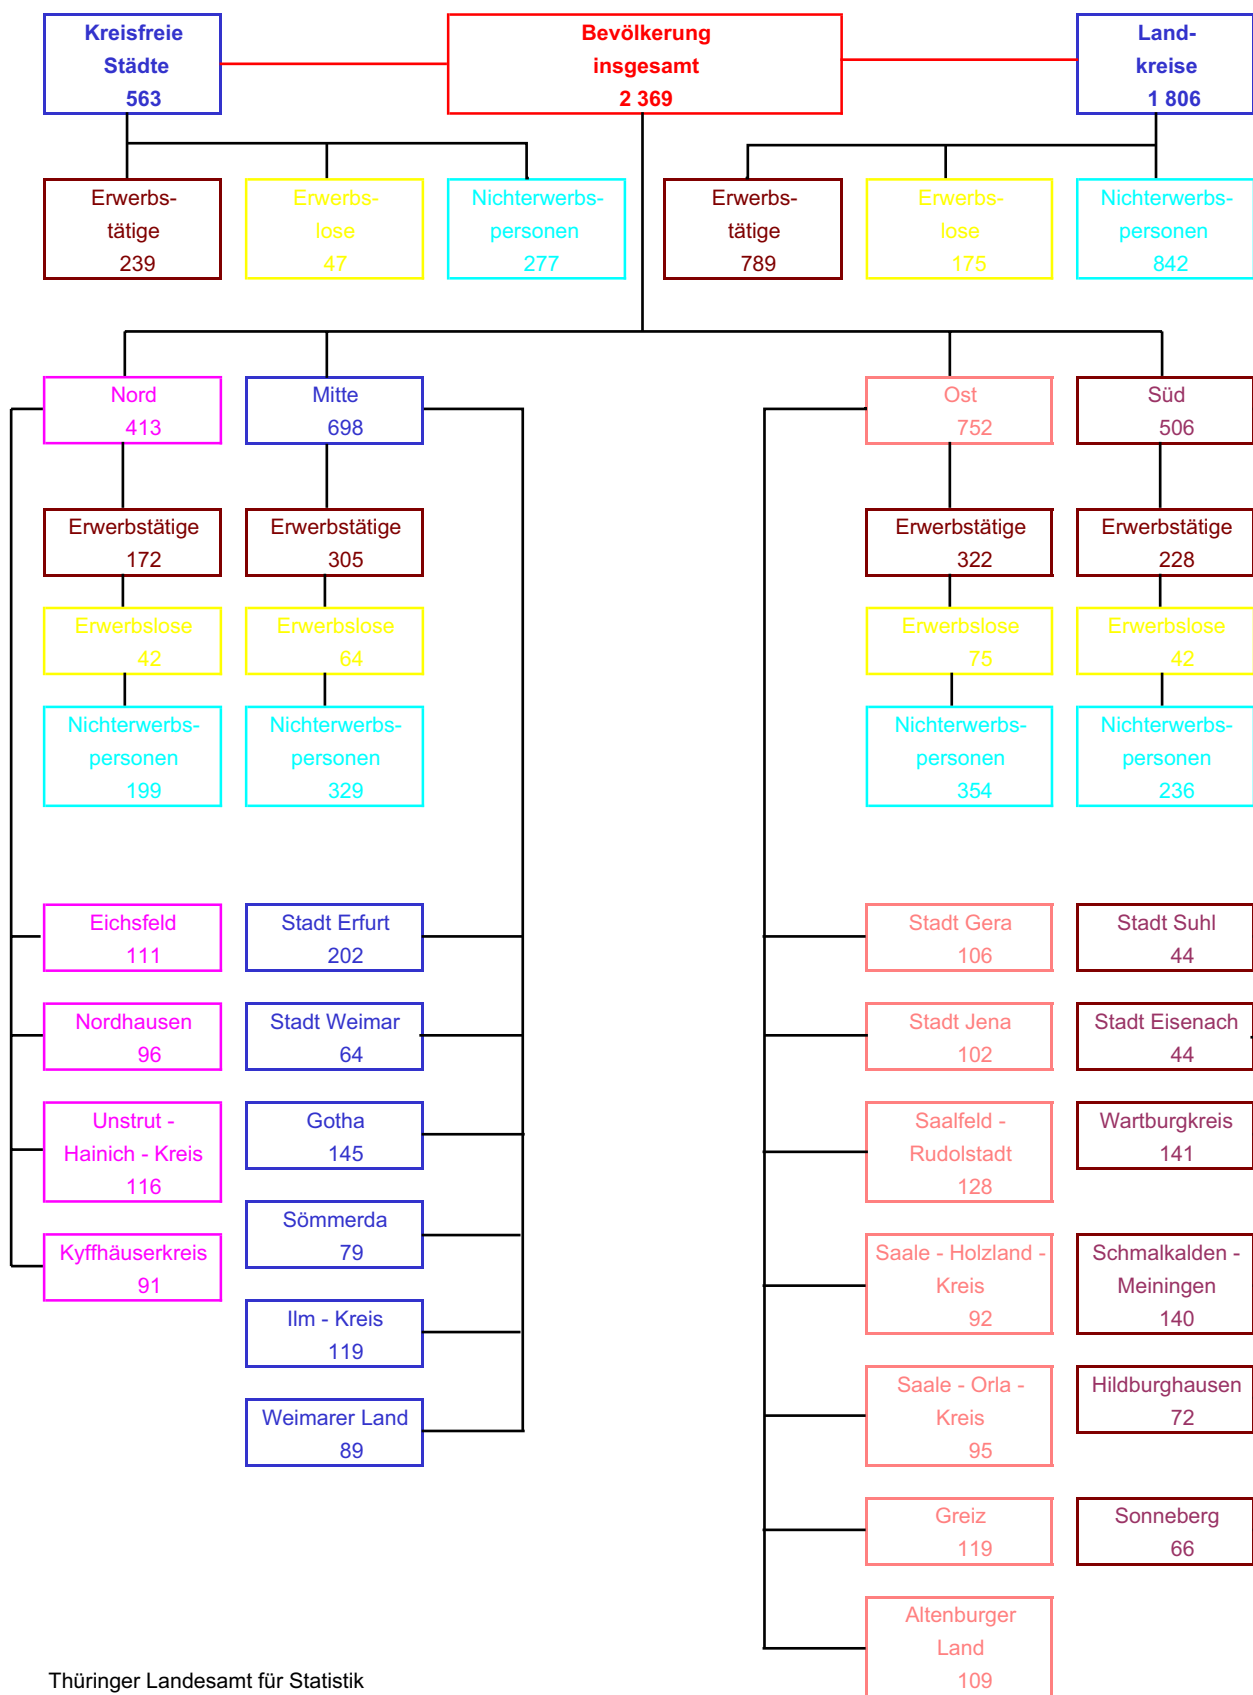 Kreisfreie
Städte
563
Bevölkerung
insgesamt
2 369
Land-
kreise
1 806
Erwerbs-
tätige
239
Erwerbs-
lose
47
Nichterwerbs-
personen
277
Erwerbs-
tätige
789
Erwerbs-
lose
175
Nichterwerbs-
personen
842
Nord
413
Mitte
698
Ost
752
Süd
506
Erwerbstätige
172
Erwerbstätige
305
Erwerbstätige
322
Erwerbstätige
228
Erwerbslose
42
Erwerbslose
64
Erwerbslose
75
Erwerbslose
42
Nichterwerbs-
personen
199
Nichterwerbs-
personen
329
Nichterwerbs-
personen
354
Nichterwerbs-
personen
236
Eichsfeld
111
Stadt Erfurt
202
Stadt Gera
106
Stadt Suhl
44
Nordhausen
96
Stadt Weimar
64
Stadt Jena
102
Stadt Eisenach
44
Unstrut -
Hainich - Kreis
116
Gotha
145
Saalfeld -
Rudolstadt
128
Wartburgkreis
141
Kyffhäuserkreis
91
Sömmerda
79
Saale - Holzland -
Kreis
92
Schmalkalden -
Meiningen
140
Ilm - Kreis
119
Saale - Orla -
Kreis
95
Hildburghausen
72
Weimarer Land
89
Greiz
119
Sonneberg
66
Altenburger
Land
109
Thüringer Landesamt für Statistik